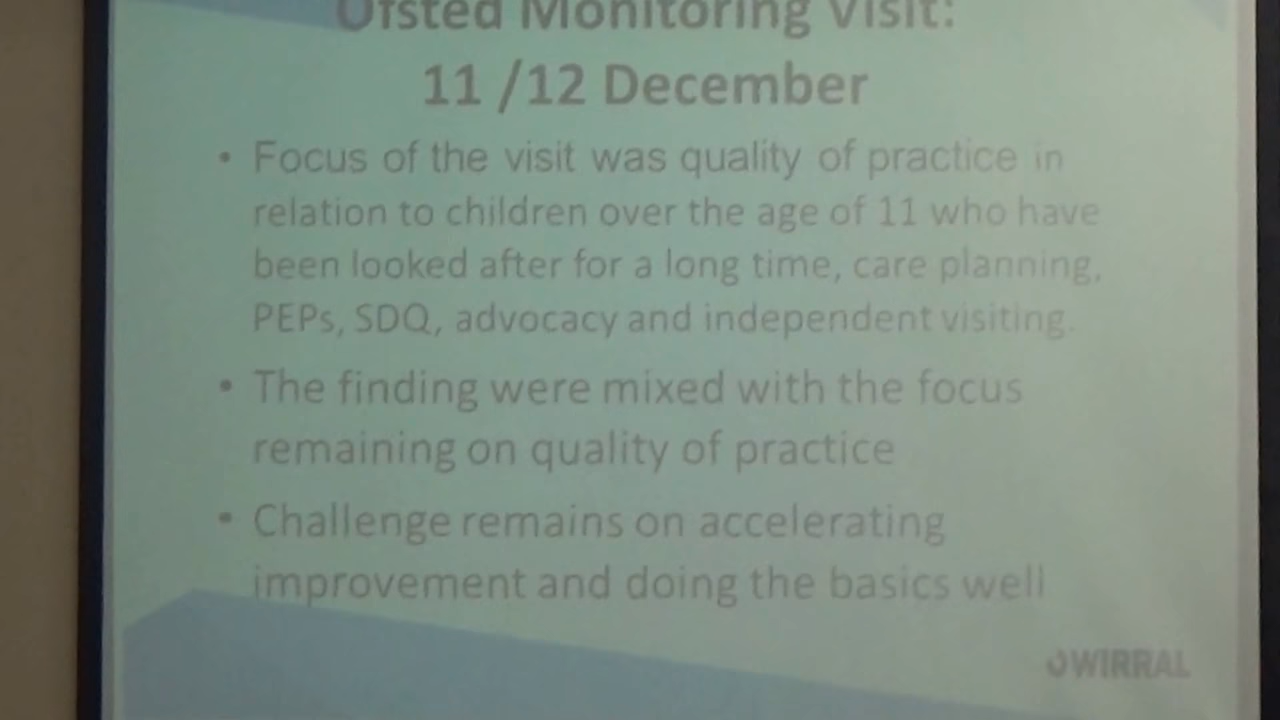 Ofsted Monitoring Visit:
11 /12 December
• Focus of the visit was quality of practice in
relation to children over the age of 11 who have
been looked after for a long time, care planning,
PEPs, SDQ, advocacy and independent visiting.
• The finding were mixed with the focus
remaining on quality of practice
• Challenge remains on accelerating
improvement and doing the basics well
WIRRAL